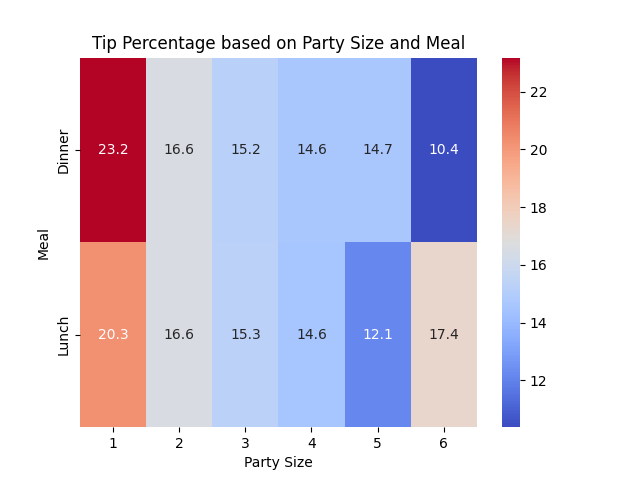 Tip Percentage based on Party Size and Meal
Dinner
23.2 16.6 15.2 14.6 14.7 10.4
Meal
Lunch
20.3 16.6 15.3 14.6 12.1 17.4
1 2 3 4 5 6
Party Size
22
20
18
16
14
12